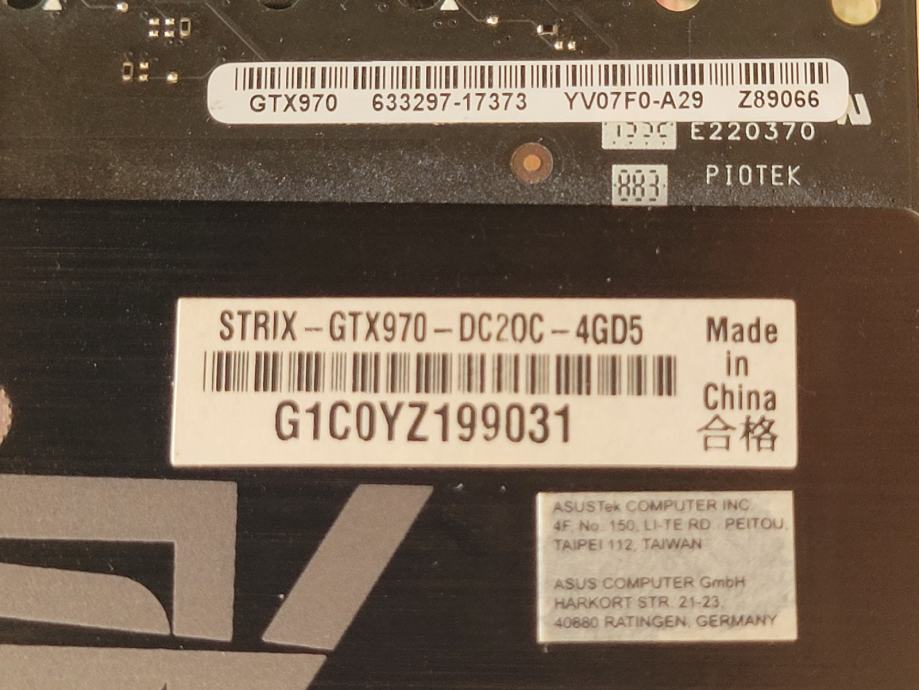 GTX970 633297-17373 YV07F0-A29 Z89066
E220370
883 PIOTEK
STRIX-GTX970-DC2OC-4GD5
G1C0YZ199031
Made
in
China
合格
ASUSTek COMPUTER INC.
4F, No. 150, LI-TE RD., PEITOU,
TAIPEI 112, TAIWAN
ASUS COMPUTER GmbH
HARKORT STR. 21-23,
40880 RATINGEN, GERMANY